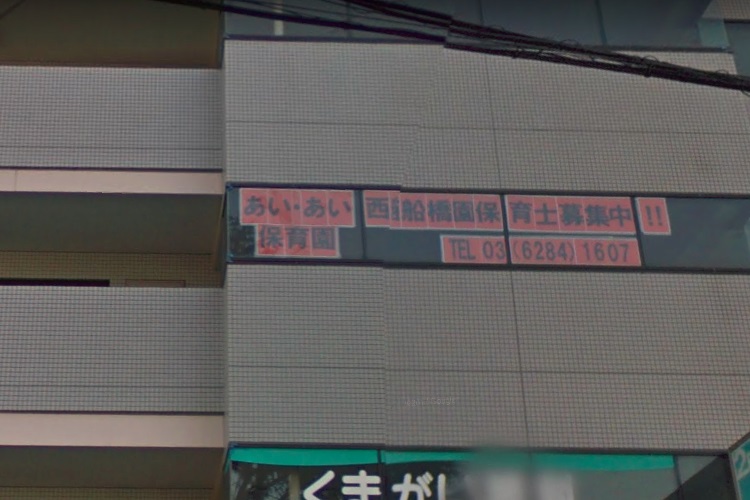 あい・あい 西船橋園保育士募集中!!
保育園 TEL 03(6284)1607
くまがい